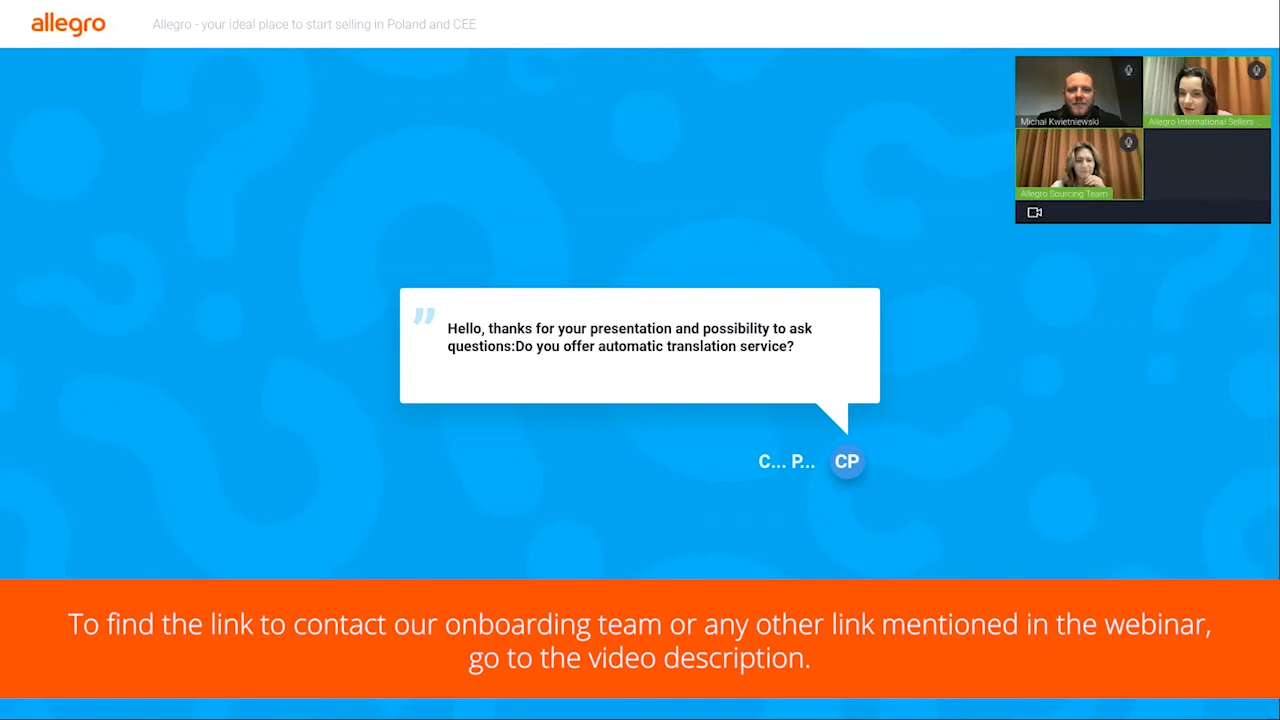 allegro
Allegro - your ideal place to start selling in Poland and CEE
Michał Kwietniewski
Allegro International Sellers ...
Allegro Sourcing Team
Hello, thanks for your presentation and possibility to ask
questions:Do you offer automatic translation service?
C... P...
CP
To find the link to contact our onboarding team or any other link mentioned in the webinar,
go to the video description.